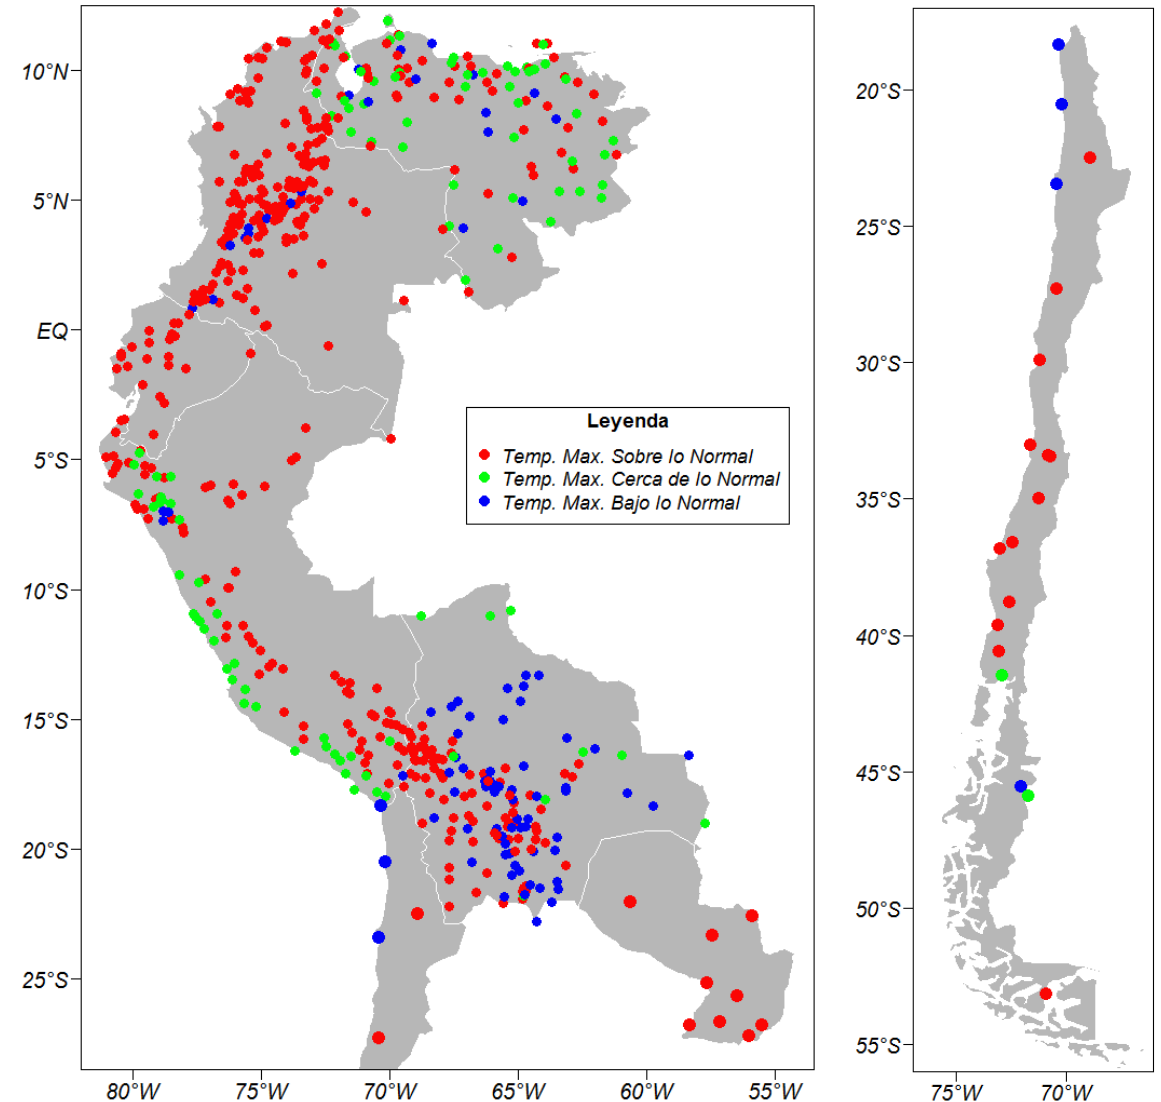 10°N
5°N
EQ
5°S
10°S
15°S
20°S
25°S
80°W
75°W
70°W
65°W
60°W
55°W
Leyenda
Temp. Max. Sobre lo Normal
Temp. Max. Cerca de lo Normal
Temp. Max. Bajo lo Normal
20°S
25°S
30°S
35°S
40°S
45°S
50°S
55°S
75°W
70°W